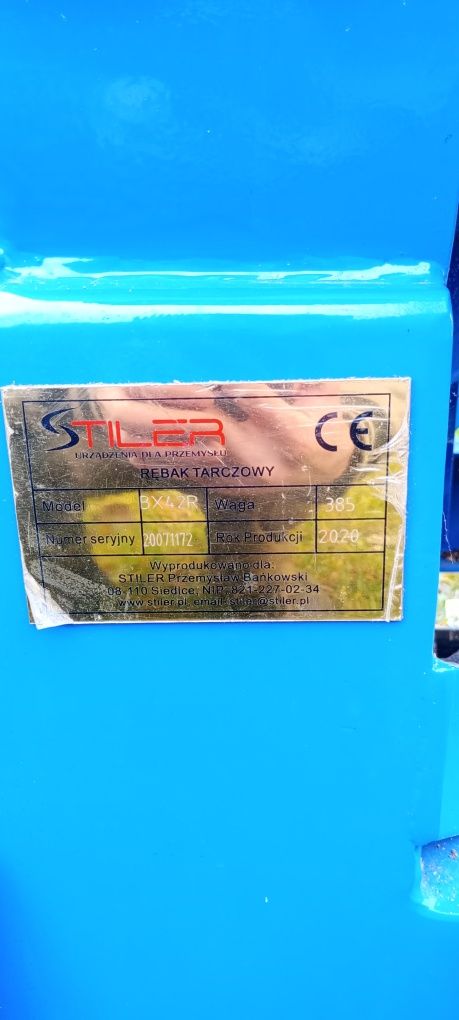 STILER
URZĄDZENIA DLA PRZEMYSŁU
CE
RĘBAK TARCZOWY
Model BX42R Waga 385
Numer seryjny 20071172 Rok Produkcji 2020
Wyprodukowano dla:
STILER Przemysław Bańkowski
08-110 Siedlce, NIP: 821-227-02-34
www.stiler.pl, email: stiler@stiler.pl